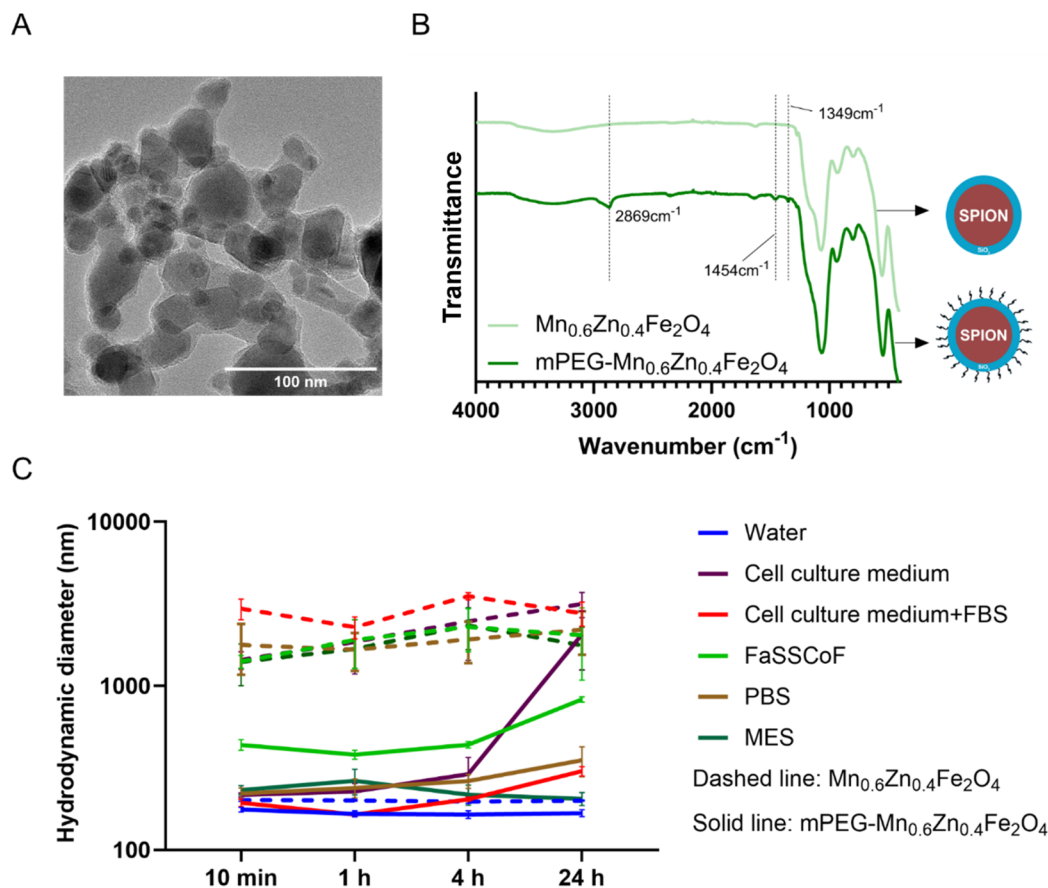 A
100 nm
B
Transmittance
1349cm⁻¹
2869cm⁻¹
1454cm⁻¹
Mn₀.₆Zn₀.₄Fe₂O₄
mPEG-Mn₀.₆Zn₀.₄Fe₂O₄
4000 3000 2000 1000
Wavenumber (cm⁻¹)
SPION
SiO₂
SPION
SiO₂
C
Hydrodynamic diameter (nm)
10000
1000
100
10 min 1 h 4 h 24 h
Water
Cell culture medium
Cell culture medium+FBS
FaSSCoF
PBS
MES
Dashed line: Mn₀.₆Zn₀.₄Fe₂O₄
Solid line: mPEG-Mn₀.₆Zn₀.₄Fe₂O₄